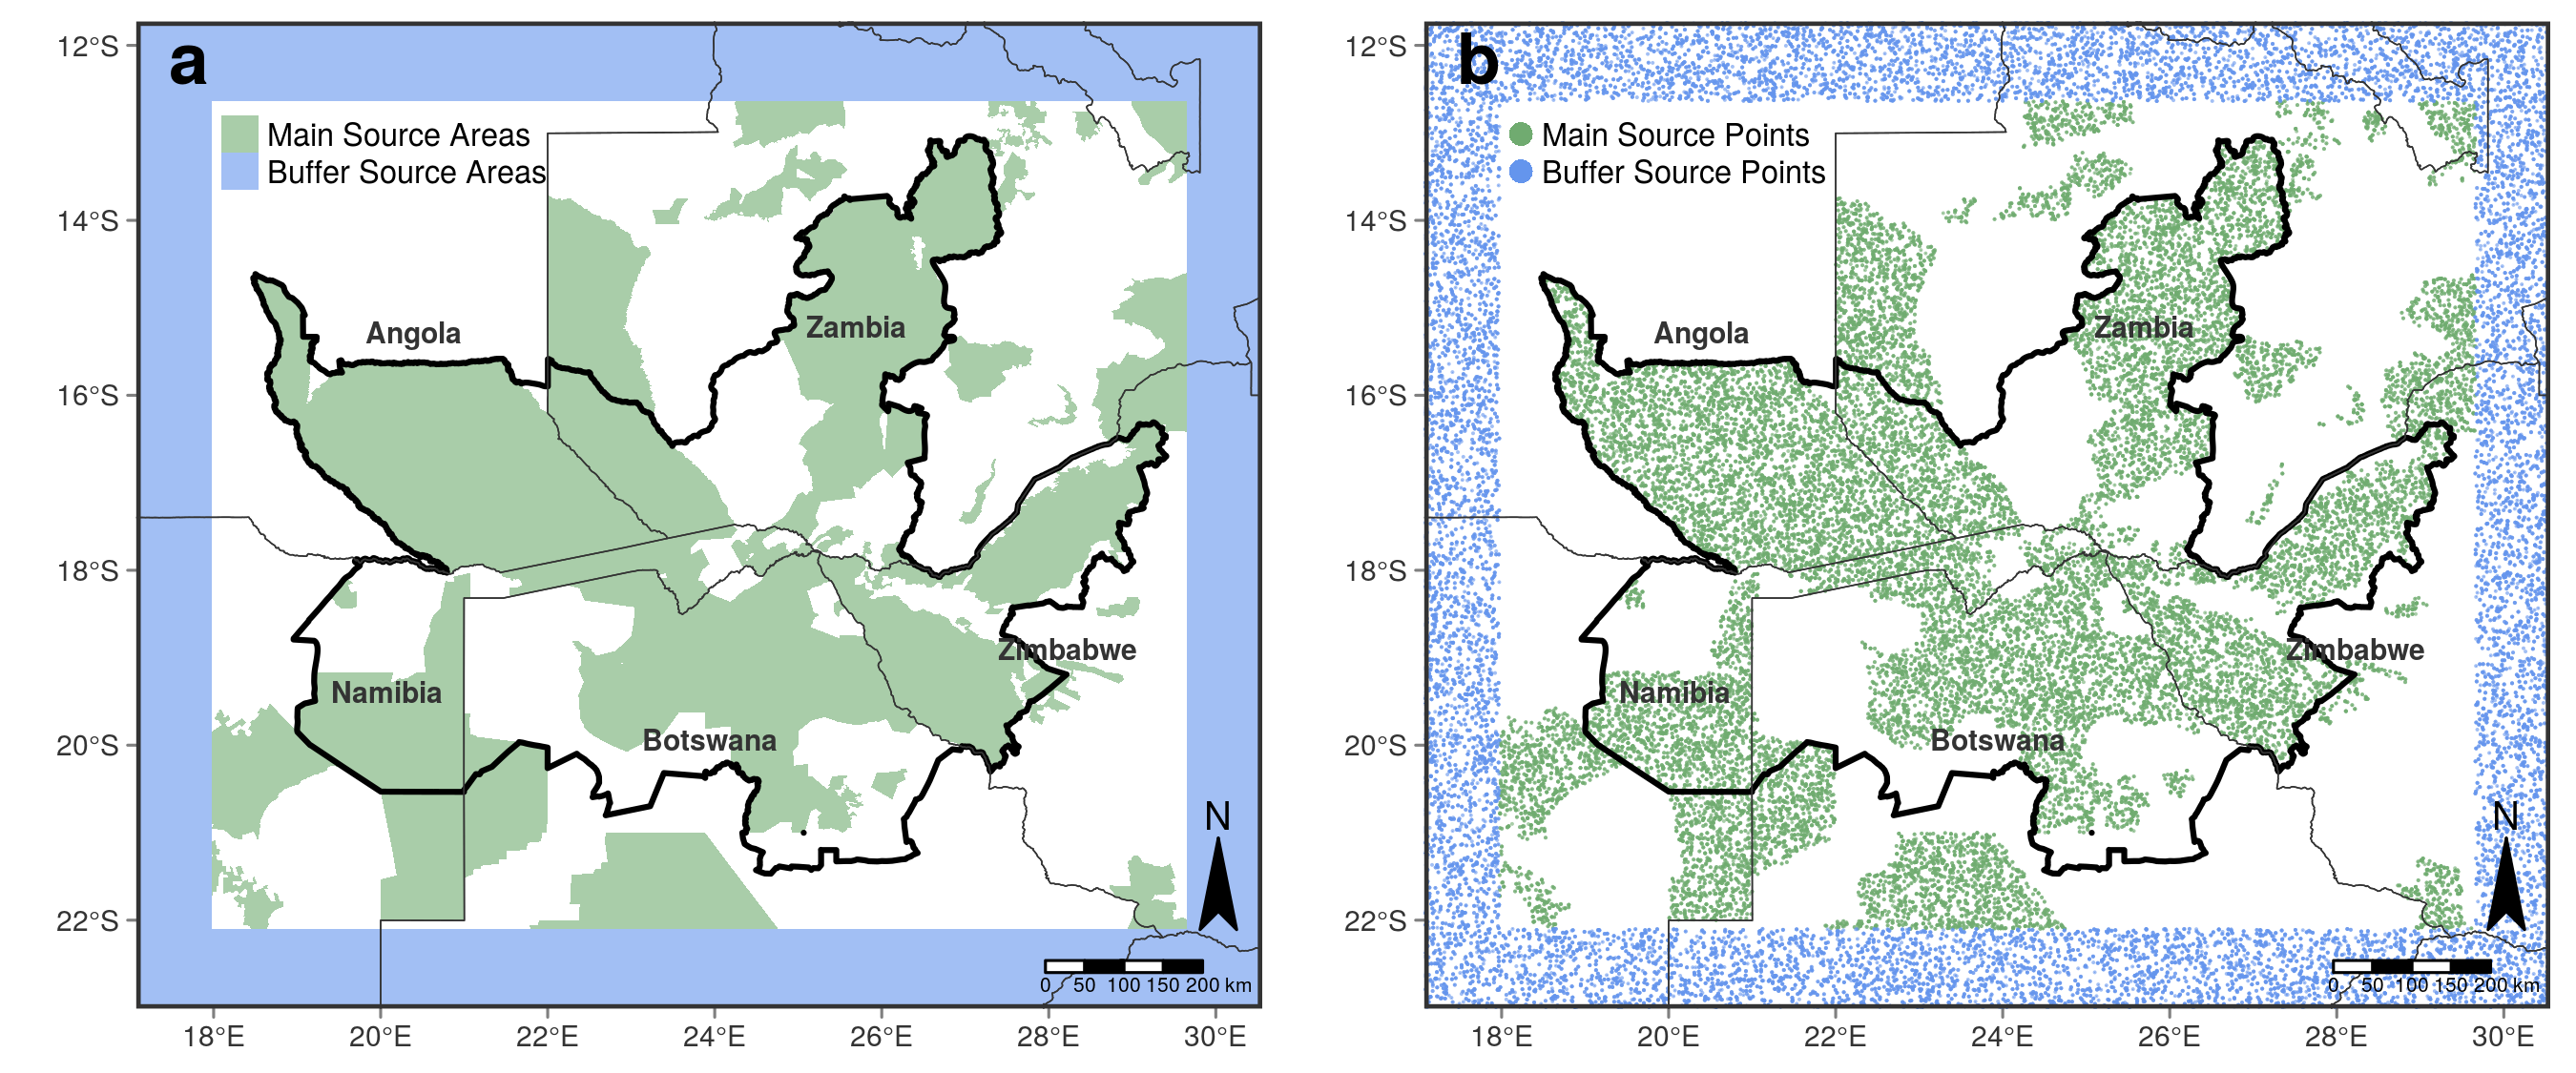 a
Main Source Areas
Buffer Source Areas
Angola
Zambia
Zimbabwe
Namibia
Botswana
N
0 50 100 150 200 km
12°S
14°S
16°S
18°S
20°S
22°S
18°E 20°E 22°E 24°E 26°E 28°E 30°E
b
Main Source Points
Buffer Source Points
Angola
Zambia
Zimbabwe
Namibia
Botswana
N
0 50 100 150 200 km
12°S
14°S
16°S
18°S
20°S
22°S
18°E 20°E 22°E 24°E 26°E 28°E 30°E